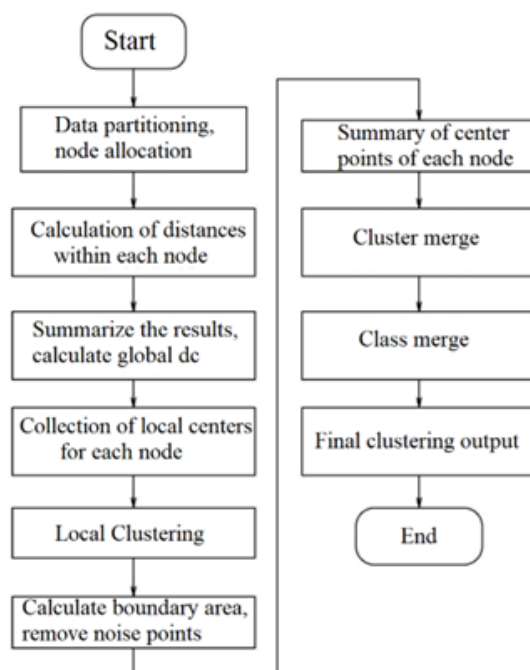 Start
Data partitioning,
node allocation
Calculation of distances
within each node
Summarize the results,
calculate global dc
Collection of local centers
for each node
Local Clustering
Calculate boundary area,
remove noise points
Summary of center
points of each node
Cluster merge
Class merge
Final clustering output
End